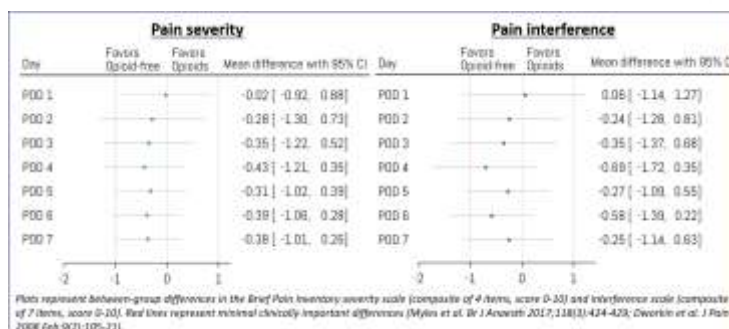 Pain severity
Pain interference
Favors Favors
Day Opioid-free Opioids Mean difference with 95% CI
Favors Favors
Day Opioid-free Opioids Mean difference with 95% C
POD 1 -0.02 [ -0.92, 0.88]
POD 1 0.06 [ -1.14, 1.27]
POD 2 -0.28 [ -1.30, 0.73]
POD 2 -0.24 [ -1.28, 0.81]
POD 3 -0.35 [ -1.22, 0.52]
POD 3 -0.35 [ -1.37, 0.68]
POD 4 -0.43 [ -1.21, 0.35]
POD 4 -0.69 [ -1.72, 0.35]
POD 5 -0.31 [ -1.02, 0.39]
POD 5 -0.27 [ -1.09, 0.55]
POD 6 -0.39 [ -1.06, 0.28]
POD 6 -0.58 [ -1.39, 0.22]
POD 7 -0.38 [ -1.01, 0.26]
POD 7 -0.25 [ -1.14, 0.63]
-2 -1 0 1
-2 -1 0 1
Plots represent between-group differences in the Brief Pain Inventory severity scale (composite of 4 items, score 0-10) and interference scale (composite
of 7 items, score 0-10). Red lines represent minimal clinically important differences (Myles et al. Br J Anaesth 2017;118(3):424-429; Dworkin et al. J Pain
2008 Feb 9(2):105-21).